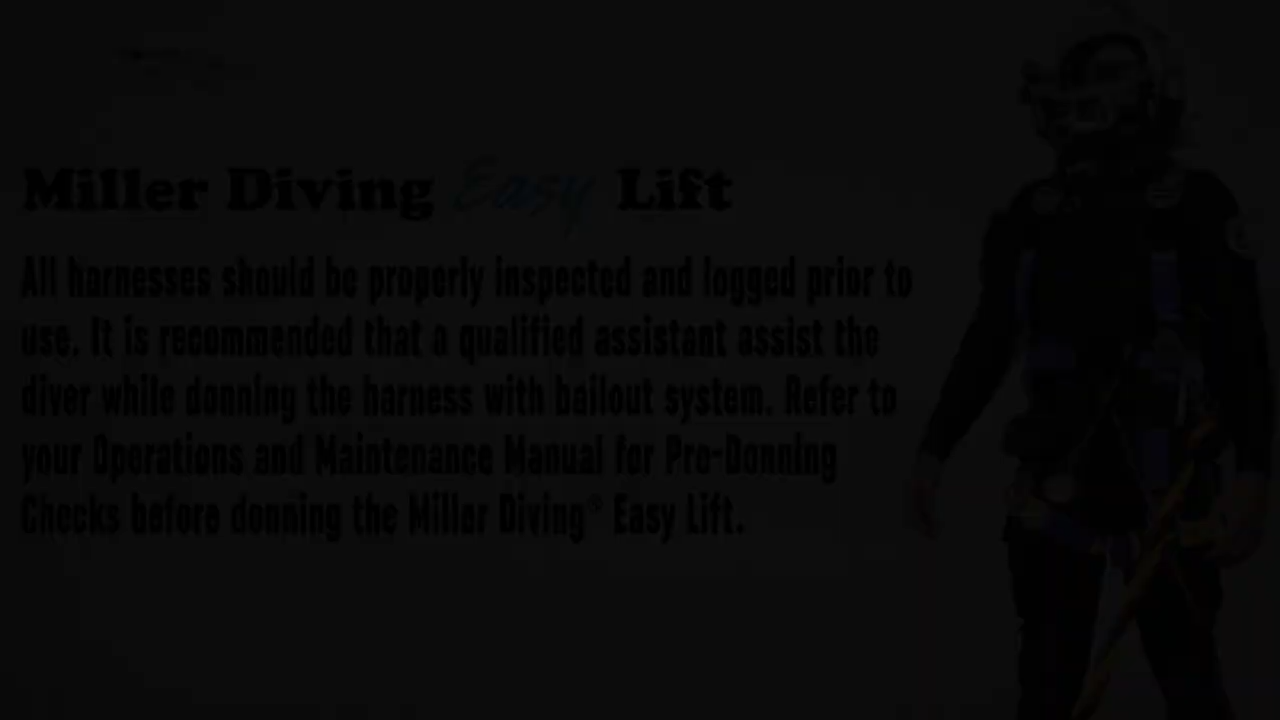 Miller Diving Easy Lift
All harnesses should be properly inspected and logged prior to
use. It is recommended that a qualified assistant assist the
diver while donning the harness with bailout system. Refer to
your Operations and Maintenance Manual for Pre-Donning
Checks before donning the Miller Diving® Easy Lift.